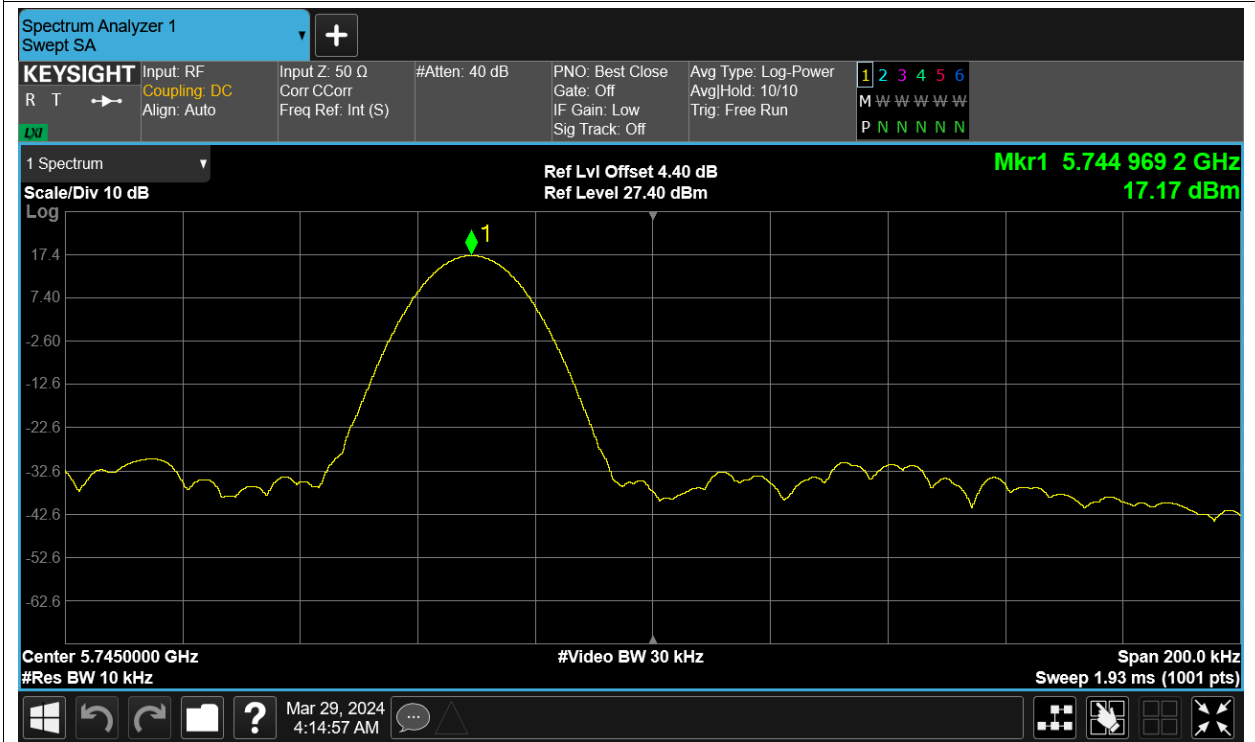 Spectrum Analyzer 1
Swept SA
KEYSIGHT
R T
LXI
Input: RF
Coupling: DC
Align: Auto
Input Z: 50 Ω
Corr CCorr
Freq Ref: Int (S)
#Atten: 40 dB
PNO: Best Close
Gate: Off
IF Gain: Low
Sig Track: Off
Avg Type: Log-Power
Avg|Hold: 10/10
Trig: Free Run
1 2 3 4 5 6
M W W W W W
P N N N N N
1 Spectrum
Scale/Div 10 dB
Log
Ref Lvl Offset 4.40 dB
Ref Level 27.40 dBm
Mkr1 5.744 969 2 GHz
17.17 dBm
1
17.4
7.40
-2.60
-12.6
-22.6
-32.6
-42.6
-52.6
-62.6
Center 5.7450000 GHz
#Res BW 10 kHz
#Video BW 30 kHz
Span 200.0 kHz
Sweep 1.93 ms (1001 pts)
?
Mar 29, 2024
4:14:57 AM